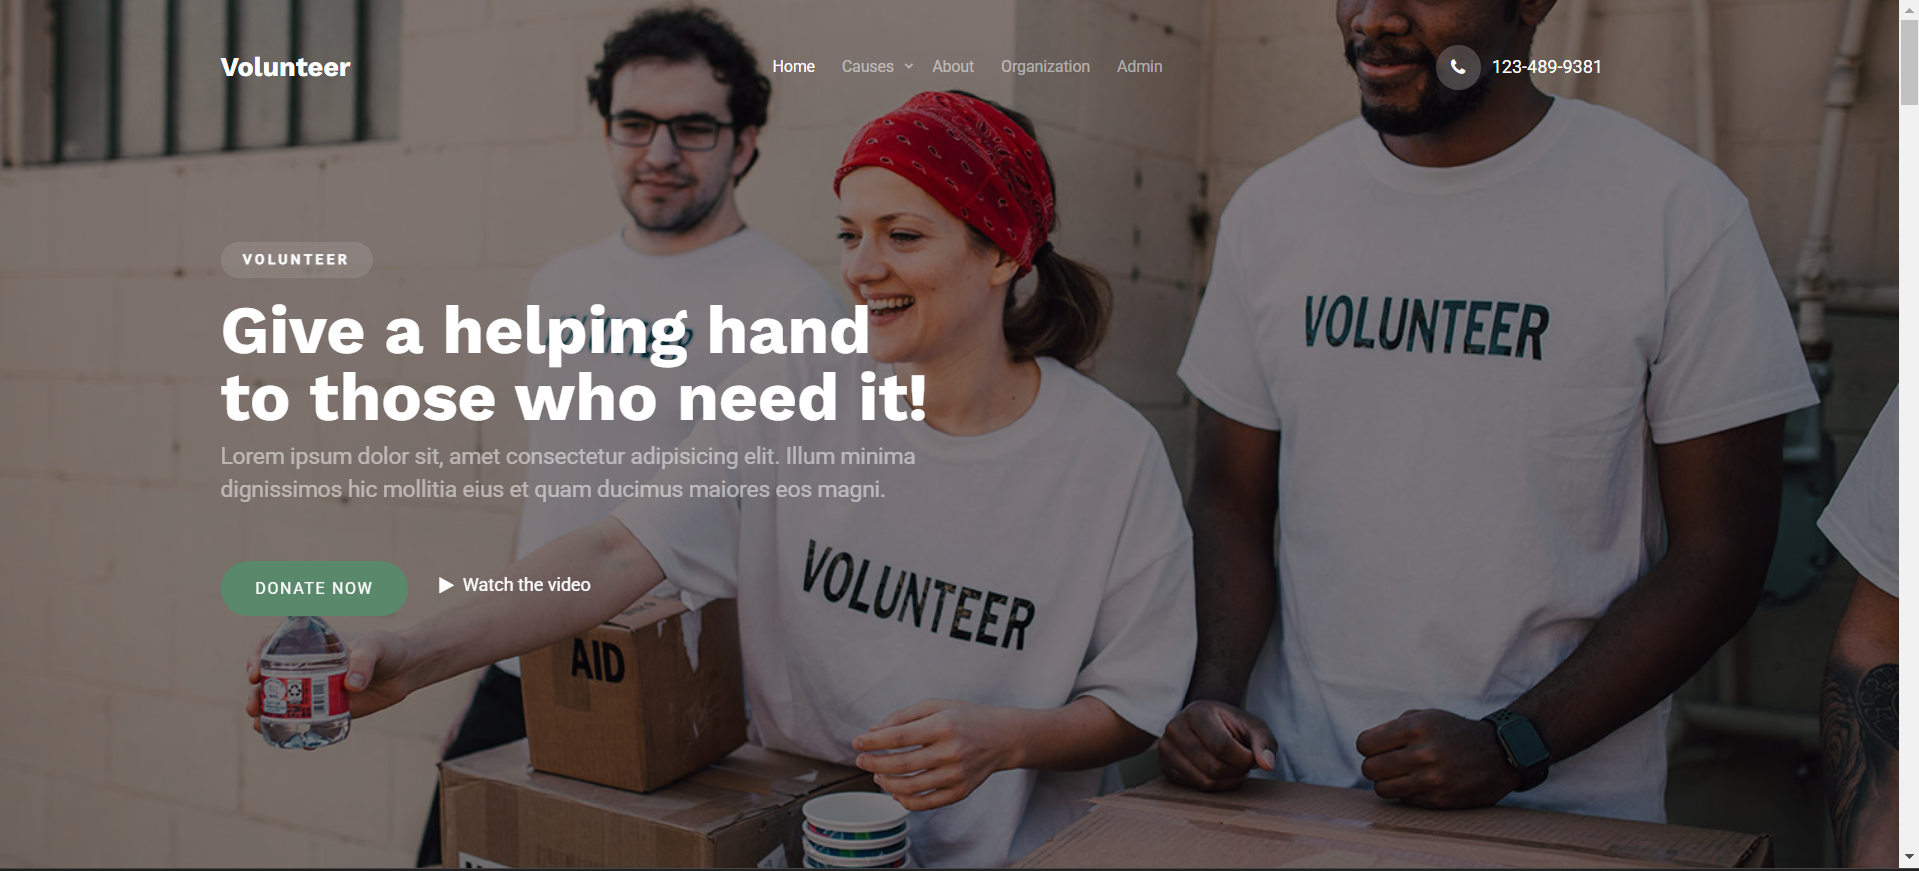 Volunteer
Home Causes About Organization Admin
123-489-9381
VOLUNTEER
Give a helping hand
to those who need it!
Lorem ipsum dolor sit, amet consectetur adipisicing elit. Illum minima
dignissimos hic mollitia eius et quam ducimus maiores eos magni.
DONATE NOW
Watch the video
VOLUNTEER
VOLUNTEER
AID